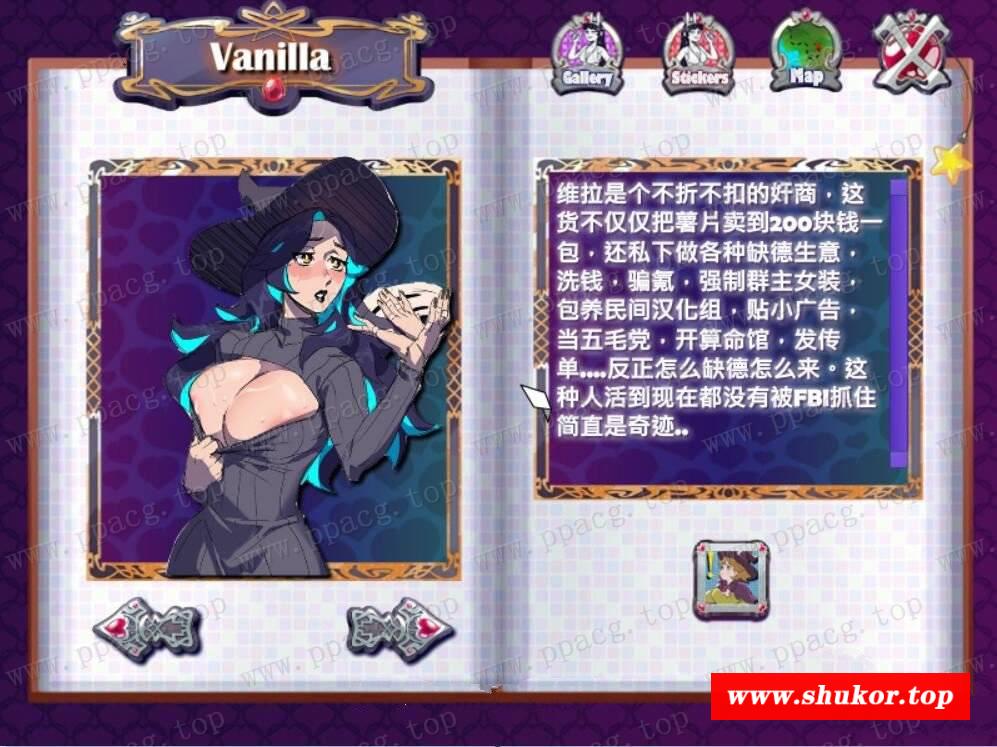 Vanilla
Gallery
Stickers
Map
维拉是个不折不扣的奸商，这
货不仅仅把薯片卖到200块钱一
包，还私下做各种缺德生意，
洗钱，骗氪，强制群主女装，
包养民间汉化组，贴小广告，
当五毛党，开算命馆，发传
单....反正怎么缺德怎么来。这
种人活到现在都没有被FBI抓住
简直是奇迹..
www.ppacg.top
www.shukor.top